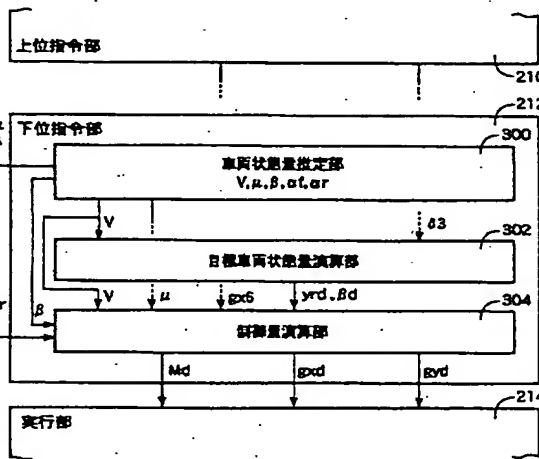 上位指令部
210
212
下位指令部
300
車両状態量推定部
V,μ,β,αf,αr
V
δ3
302
目標車両状態量演算部
β
V
μ
gx6
yrd,βd
304
r
制御量演算部
Md
gxd
gyd
214
実行部